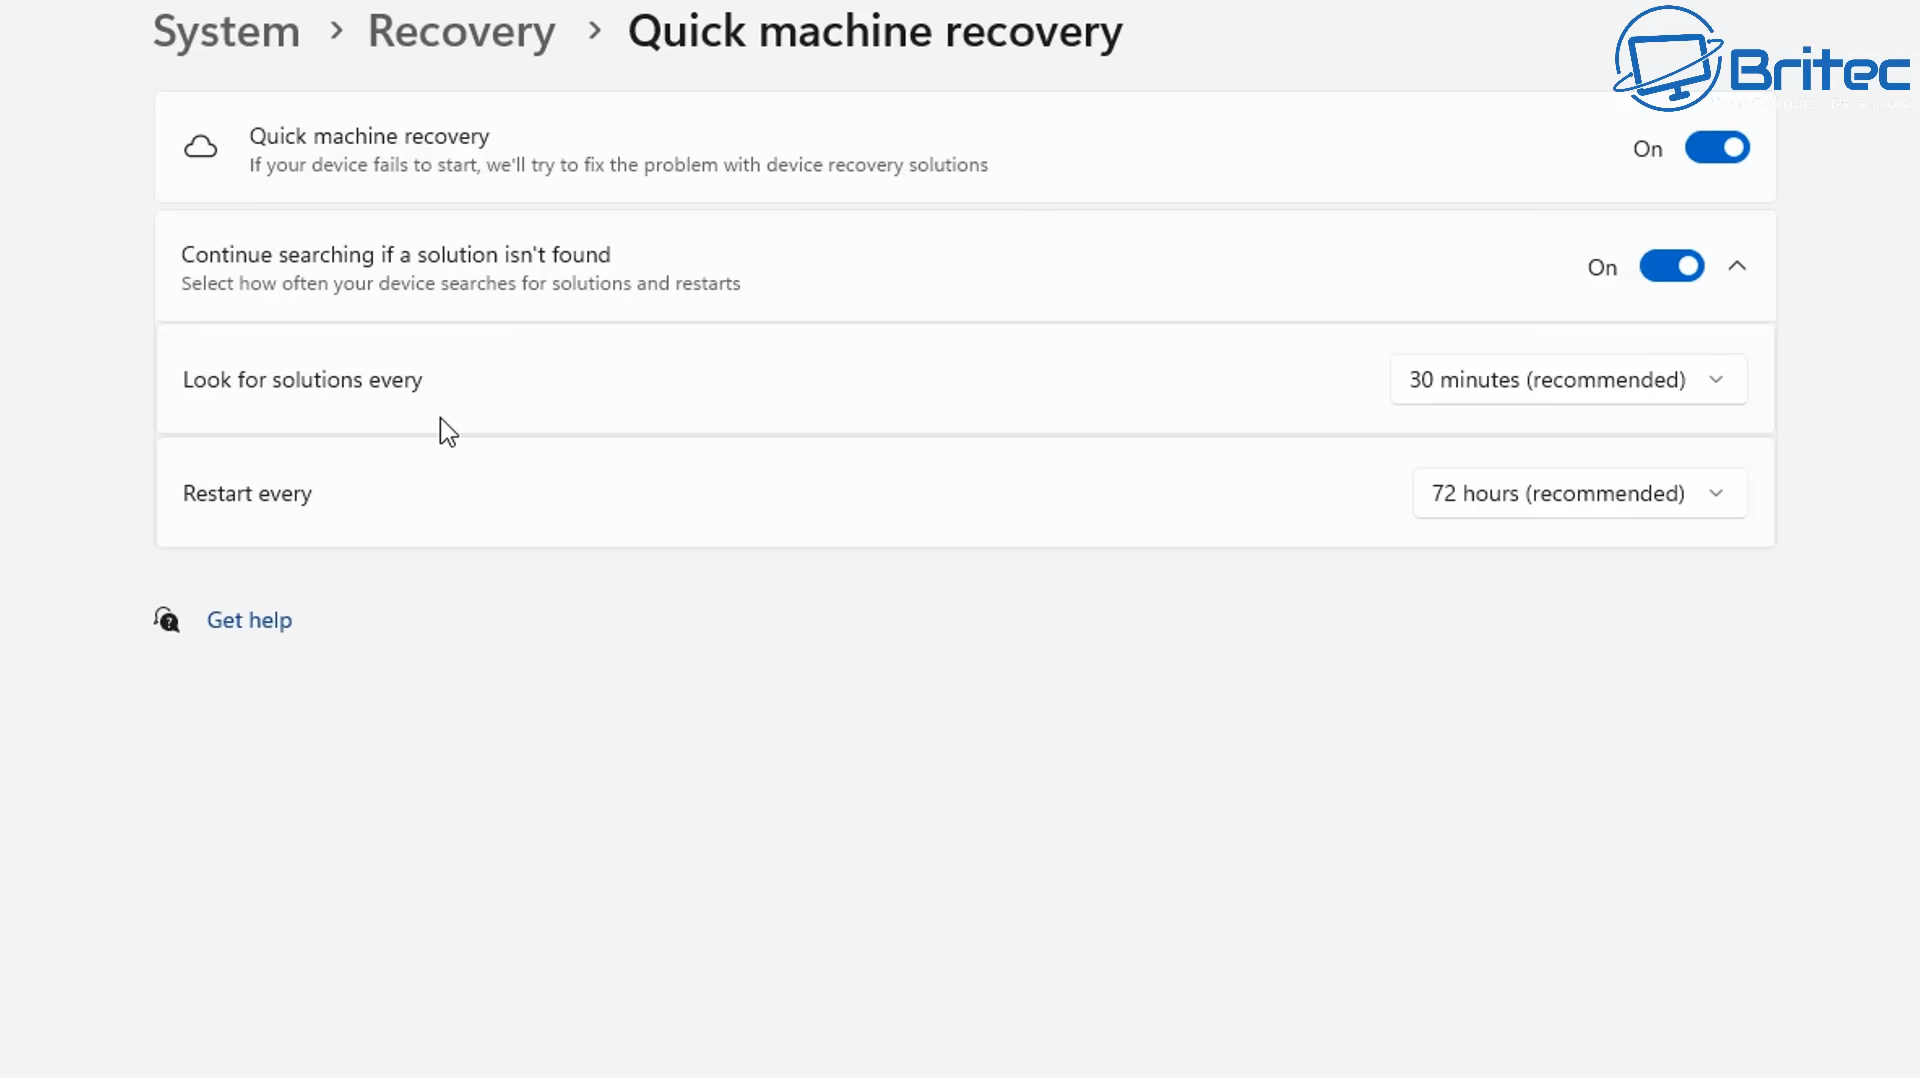 System > Recovery > Quick machine recovery
Britec
Quick machine recovery
If your device fails to start, we'll try to fix the problem with device recovery solutions
On
Continue searching if a solution isn't found
Select how often your device searches for solutions and restarts
On
Look for solutions every
30 minutes (recommended)
Restart every
72 hours (recommended)
Get help